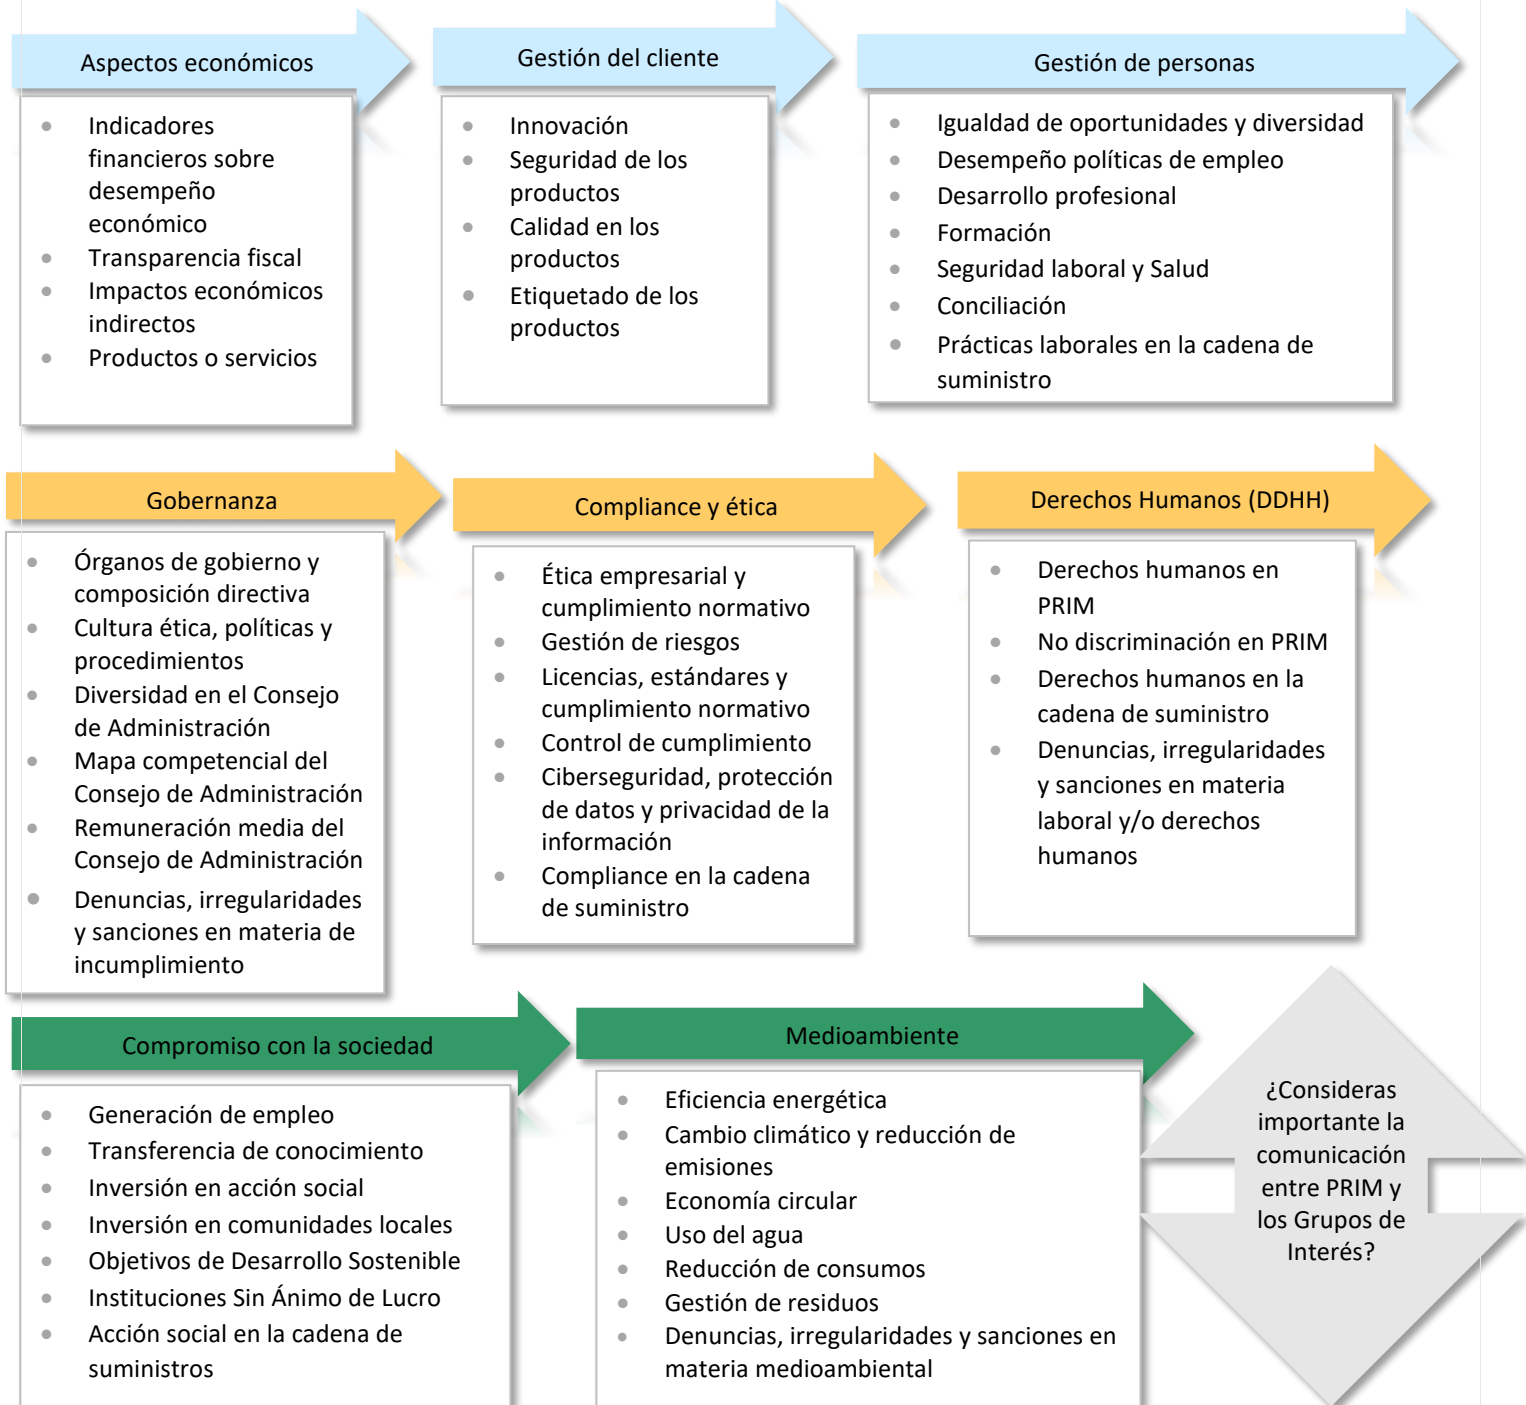 Aspectos económicos
Indicadores
financieros sobre
desempeño
económico
Transparencia fiscal
Impactos económicos
indirectos
Productos o servicios
Gestión del cliente
Innovación
Seguridad de los
productos
Calidad en los
productos
Etiquetado de los
productos
Gestión de personas
Igualdad de oportunidades y diversidad
Desempeño políticas de empleo
Desarrollo profesional
Formación
Seguridad laboral y Salud
Conciliación
Prácticas laborales en la cadena de
suministro
Gobernanza
Órganos de gobierno y
composición directiva
Cultura ética, políticas y
procedimientos
Diversidad en el Consejo
de Administración
Mapa competencial del
Consejo de Administración
Remuneración media del
Consejo de Administración
Denuncias, irregularidades
y sanciones en materia de
incumplimiento
Compliance y ética
Ética empresarial y
cumplimiento normativo
Gestión de riesgos
Licencias, estándares y
cumplimiento normativo
Control de cumplimiento
Ciberseguridad, protección
de datos y privacidad de la
información
Compliance en la cadena
de suministro
Derechos Humanos (DDHH)
Derechos humanos en
PRIM
No discriminación en PRIM
Derechos humanos en la
cadena de suministro
Denuncias, irregularidades
y sanciones en materia
laboral y/o derechos
humanos
Compromiso con la sociedad
Generación de empleo
Transferencia de conocimiento
Inversión en acción social
Inversión en comunidades locales
Objetivos de Desarrollo Sostenible
Instituciones Sin Ánimo de Lucro
Acción social en la cadena de
suministros
Medioambiente
Eficiencia energética
Cambio climático y reducción de
emisiones
Economía circular
Uso del agua
Reducción de consumos
Gestión de residuos
Denuncias, irregularidades y sanciones en
materia medioambiental
¿Consideras
importante la
comunicación
entre PRIM y
los Grupos de
Interés?